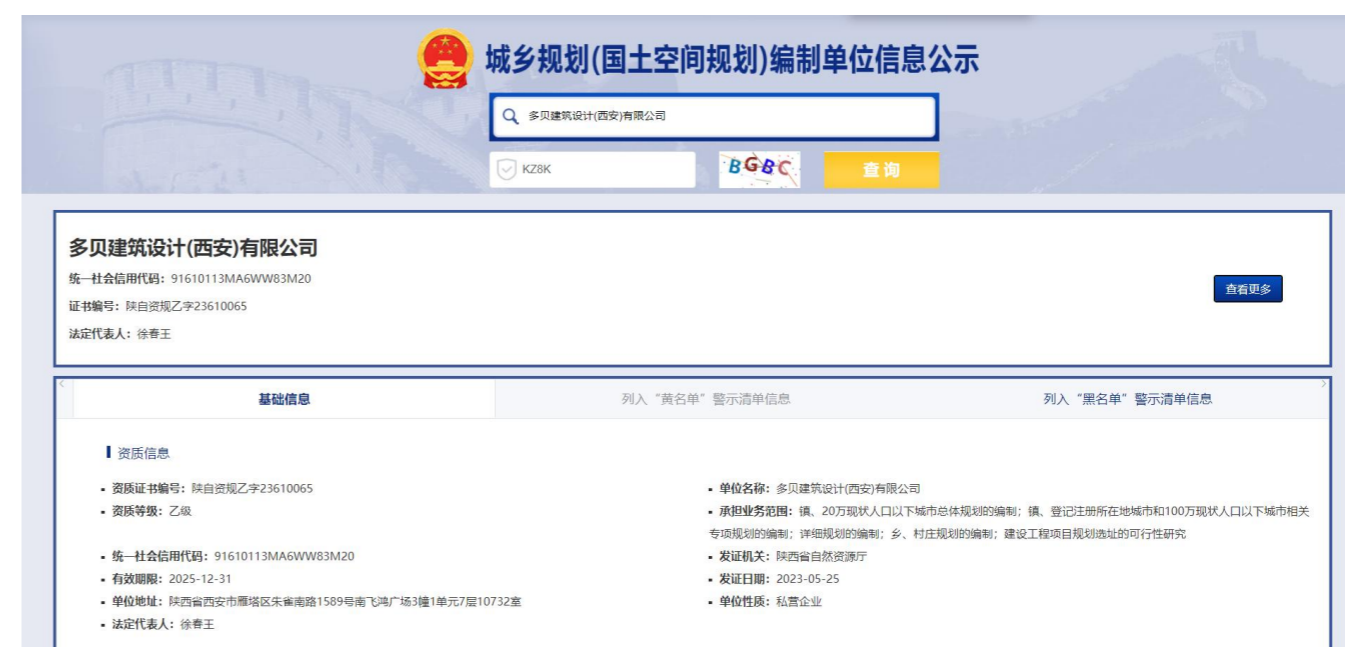 城乡规划(国土空间规划)编制单位信息公示
多贝建筑设计(西安)有限公司
KZ8K
BGBC
查询
多贝建筑设计(西安)有限公司
统一社会信用代码：91610113MA6WW83M20
证书编号：陕自资规乙字23610065
法定代表人：徐春王
查看更多
基础信息
列入“黄名单”警示清单信息
列入“黑名单”警示清单信息
资质信息
▪ 资质证书编号：陕自资规乙字23610065
▪ 单位名称：多贝建筑设计(西安)有限公司
▪ 资质等级：乙级
▪ 承担业务范围：镇、20万现状人口以下城市总体规划的编制；镇、登记注册所在地城市和100万现状人口以下城市相关
专项规划的编制；详细规划的编制；乡、村庄规划的编制；建设工程项目规划选址的可行性研究
▪ 统一社会信用代码：91610113MA6WW83M20
▪ 发证机关：陕西省自然资源厅
▪ 有效期限：2025-12-31
▪ 发证日期：2023-05-25
▪ 单位地址：陕西省西安市雁塔区朱雀南路1589号南飞鸿广场3幢1单元7层10732室
▪ 单位性质：私营企业
▪ 法定代表人：徐春王